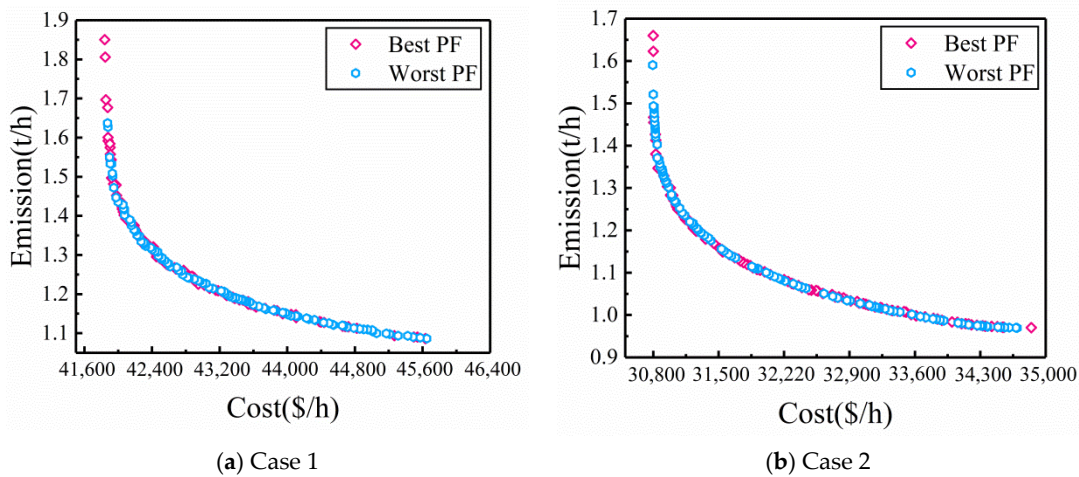 1.9
1.8
1.7
1.6
1.5
1.4
1.3
1.2
1.1
Emission(t/h)
Best PF
Worst PF
41,600 42,400 43,200 44,000 44,800 45,600 46,400
Cost($/h)
(a) Case 1
1.7
1.6
1.5
1.4
1.3
1.2
1.1
1.0
0.9
Emission(t/h)
Best PF
Worst PF
30,800 31,500 32,220 32,900 33,600 34,300 35,000
Cost($/h)
(b) Case 2